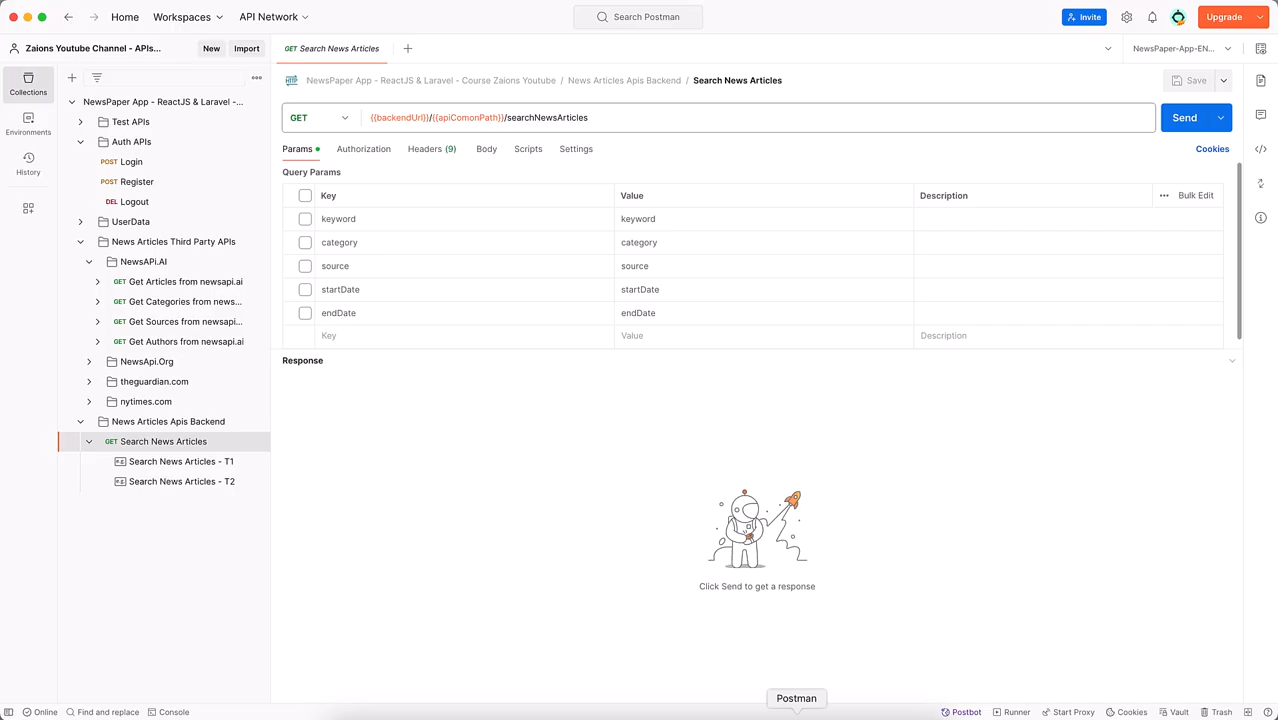 Home Workspaces API Network Search Postman Invite Upgrade
Zaions Youtube Channel - APIs... New Import GET Search News Articles NewsPaper-App-EN...
Collections
Environments
History
NewsPaper App - ReactJS & Laravel -...
Test APIs
Auth APIs
POST Login
POST Register
DEL Logout
UserData
News Articles Third Party APIs
NewsAPi.AI
GET Get Articles from newsapi.ai
GET Get Categories from news...
GET Get Sources from newsapi...
GET Get Authors from newsapi.ai
NewsApi.Org
theguardian.com
nytimes.com
News Articles Apis Backend
GET Search News Articles
e.g. Search News Articles - T1
e.g. Search News Articles - T2
HTTP NewsPaper App - ReactJS & Laravel - Course Zaions Youtube / News Articles Apis Backend / Search News Articles Save
GET {{backendUrl}}/{{apiComonPath}}/searchNewsArticles Send
Params Authorization Headers (9) Body Scripts Settings Cookies
Query Params
Key Value Description Bulk Edit
keyword keyword
category category
source source
startDate startDate
endDate endDate
Key Value Description
Response
Click Send to get a response
Postman
Online Find and replace Console Postbot Runner Start Proxy Cookies Vault Trash